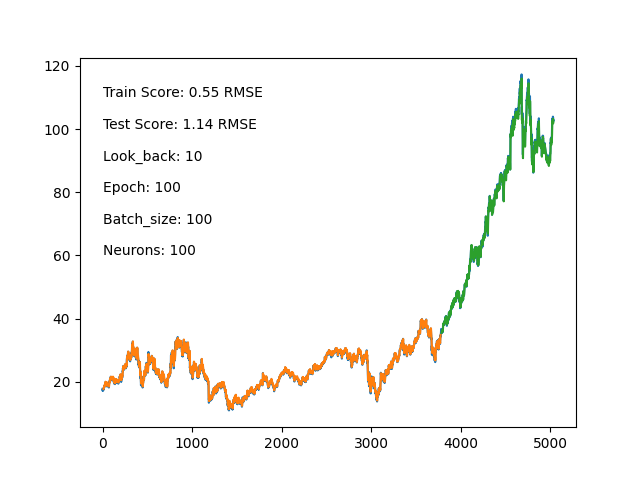 120
100
80
60
40
20
Train Score: 0.55 RMSE
Test Score: 1.14 RMSE
Look_back: 10
Epoch: 100
Batch_size: 100
Neurons: 100
0 1000 2000 3000 4000 5000